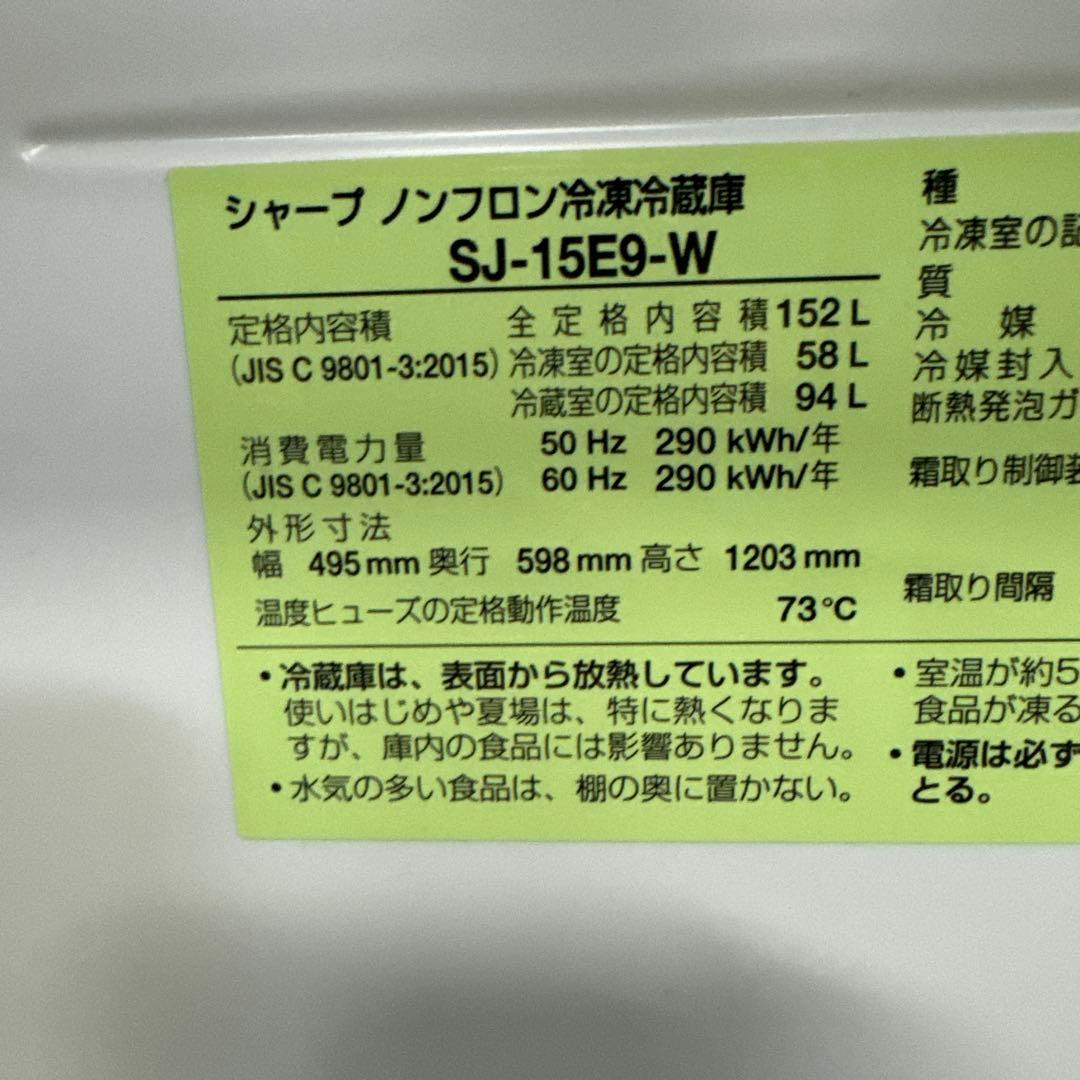 シャープ ノンフロン冷凍冷蔵庫
SJ-15E9-W
定格内容積 全定格内容積 152 L
(JIS C 9801-3:2015) 冷凍室の定格内容積 58 L
冷蔵室の定格内容積 94 L
消費電力量 50 Hz 290 kWh/年
(JIS C 9801-3:2015) 60 Hz 290 kWh/年
外形寸法
幅 495mm 奥行 598mm 高さ 1203mm
温度ヒューズの定格動作温度 73℃
・冷蔵庫は、表面から放熱しています。
使いはじめや夏場は、特に熱くなりま
すが、庫内の食品には影響ありません。
・水気の多い食品は、棚の奥に置かない。
種
冷凍室の記
質
冷媒
冷媒封入
断熱発泡ガ
霜取り制御装
霜取り間隔
・室温が約5
食品が凍る
・電源は必ず
とる。